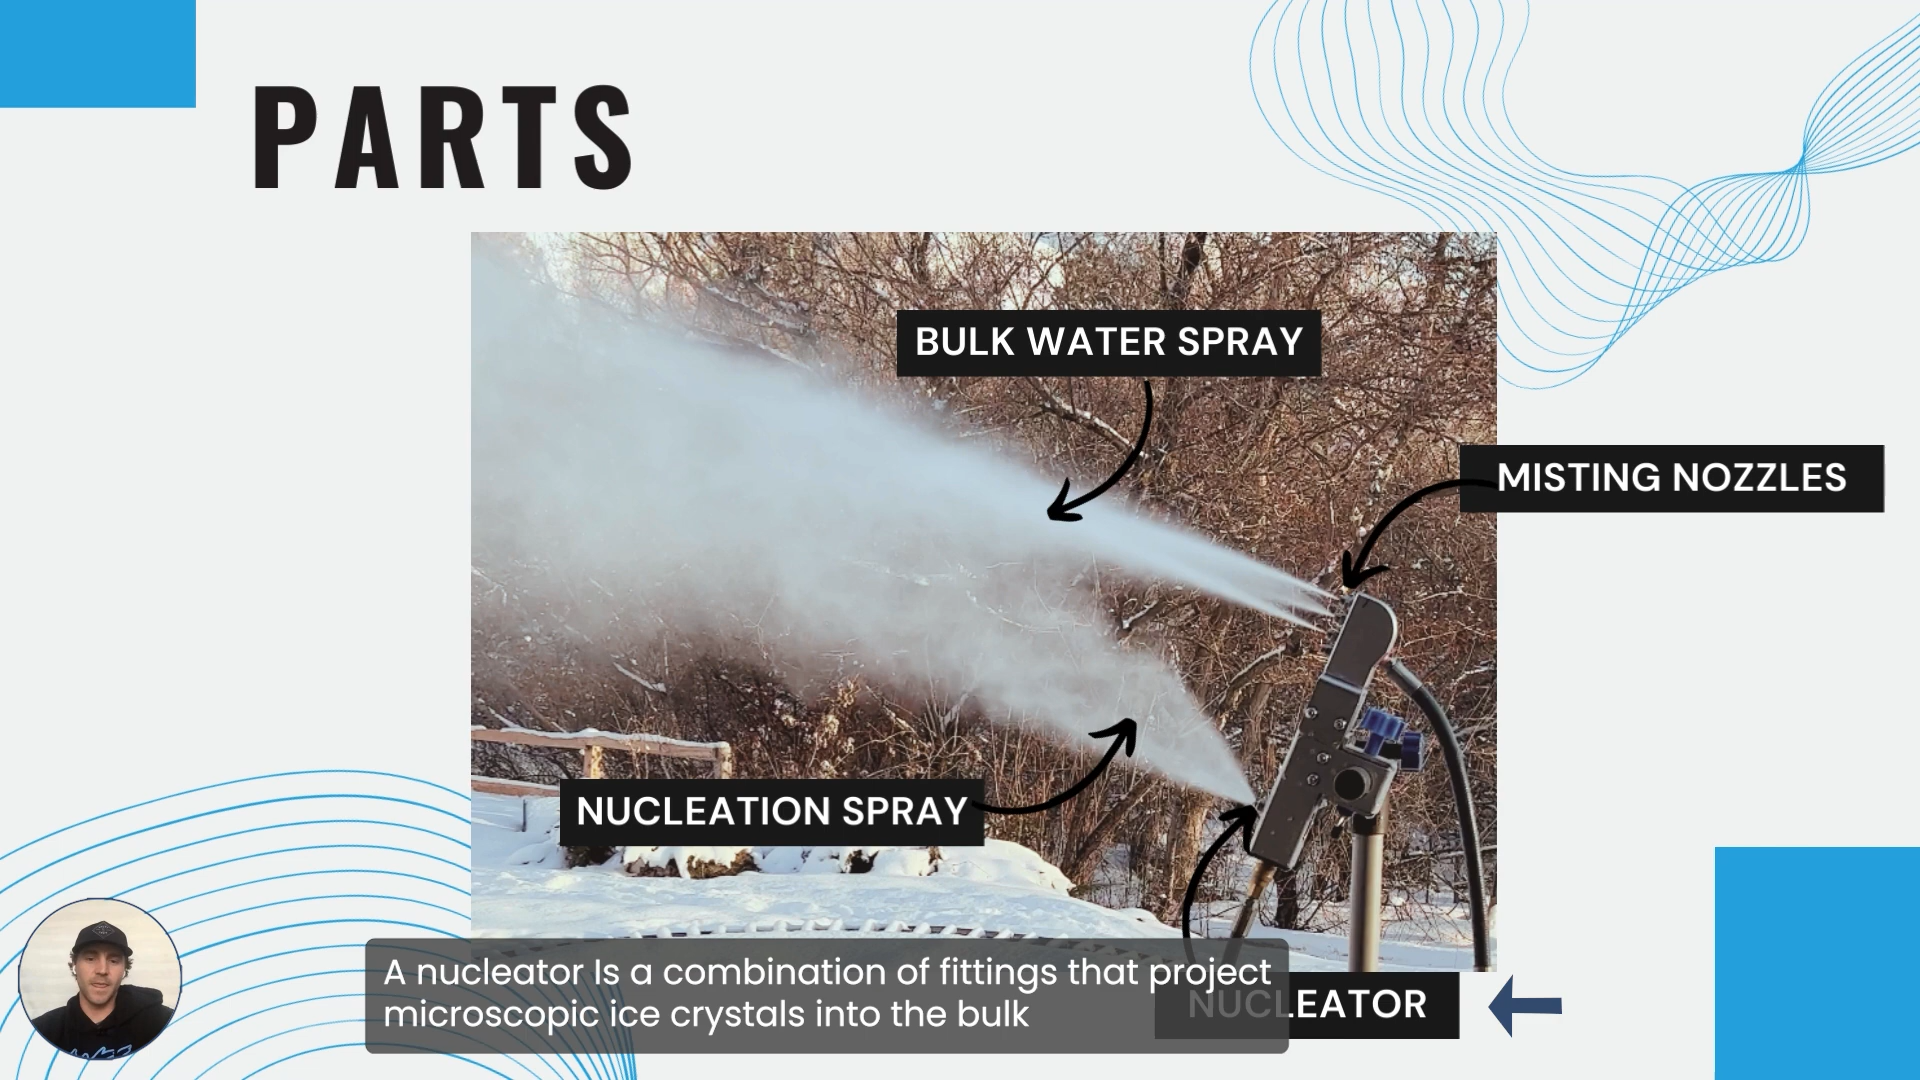 PARTS
BULK WATER SPRAY
MISTING NOZZLES
NUCLEATION SPRAY
A nucleator Is a combination of fittings that project
microscopic ice crystals into the bulk
NUCLEATOR